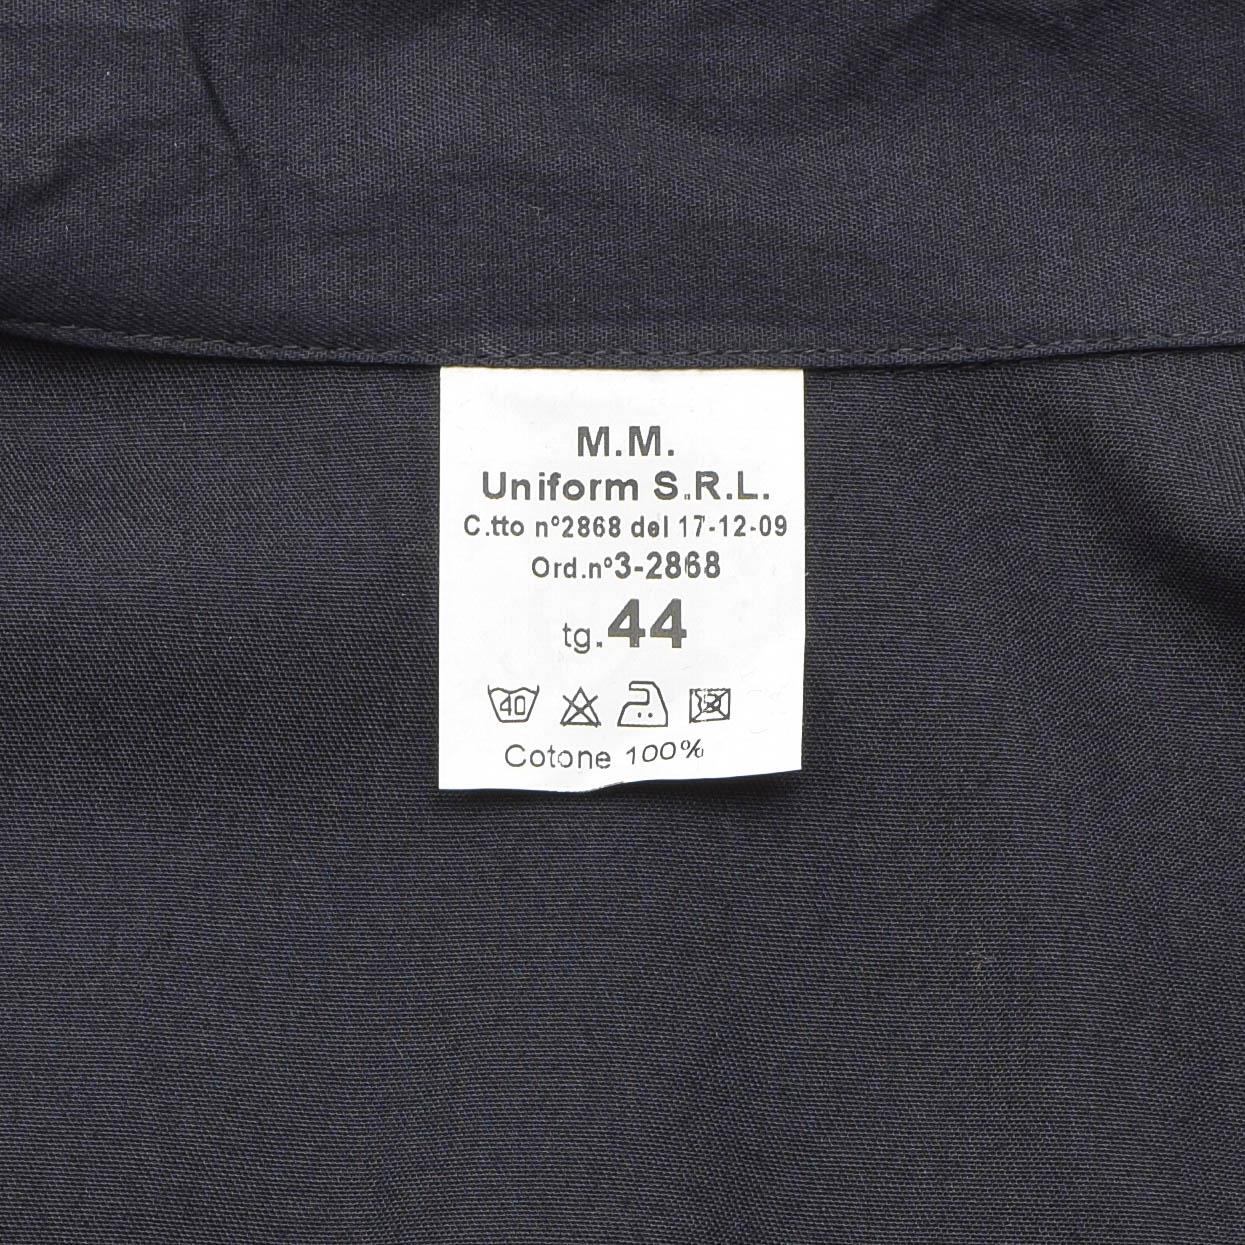 M.M.
Uniform S.R.L.
C.tto n°2868 del 17-12-09
Ord.n°3-2868
tg.44
40
Cotone 100%